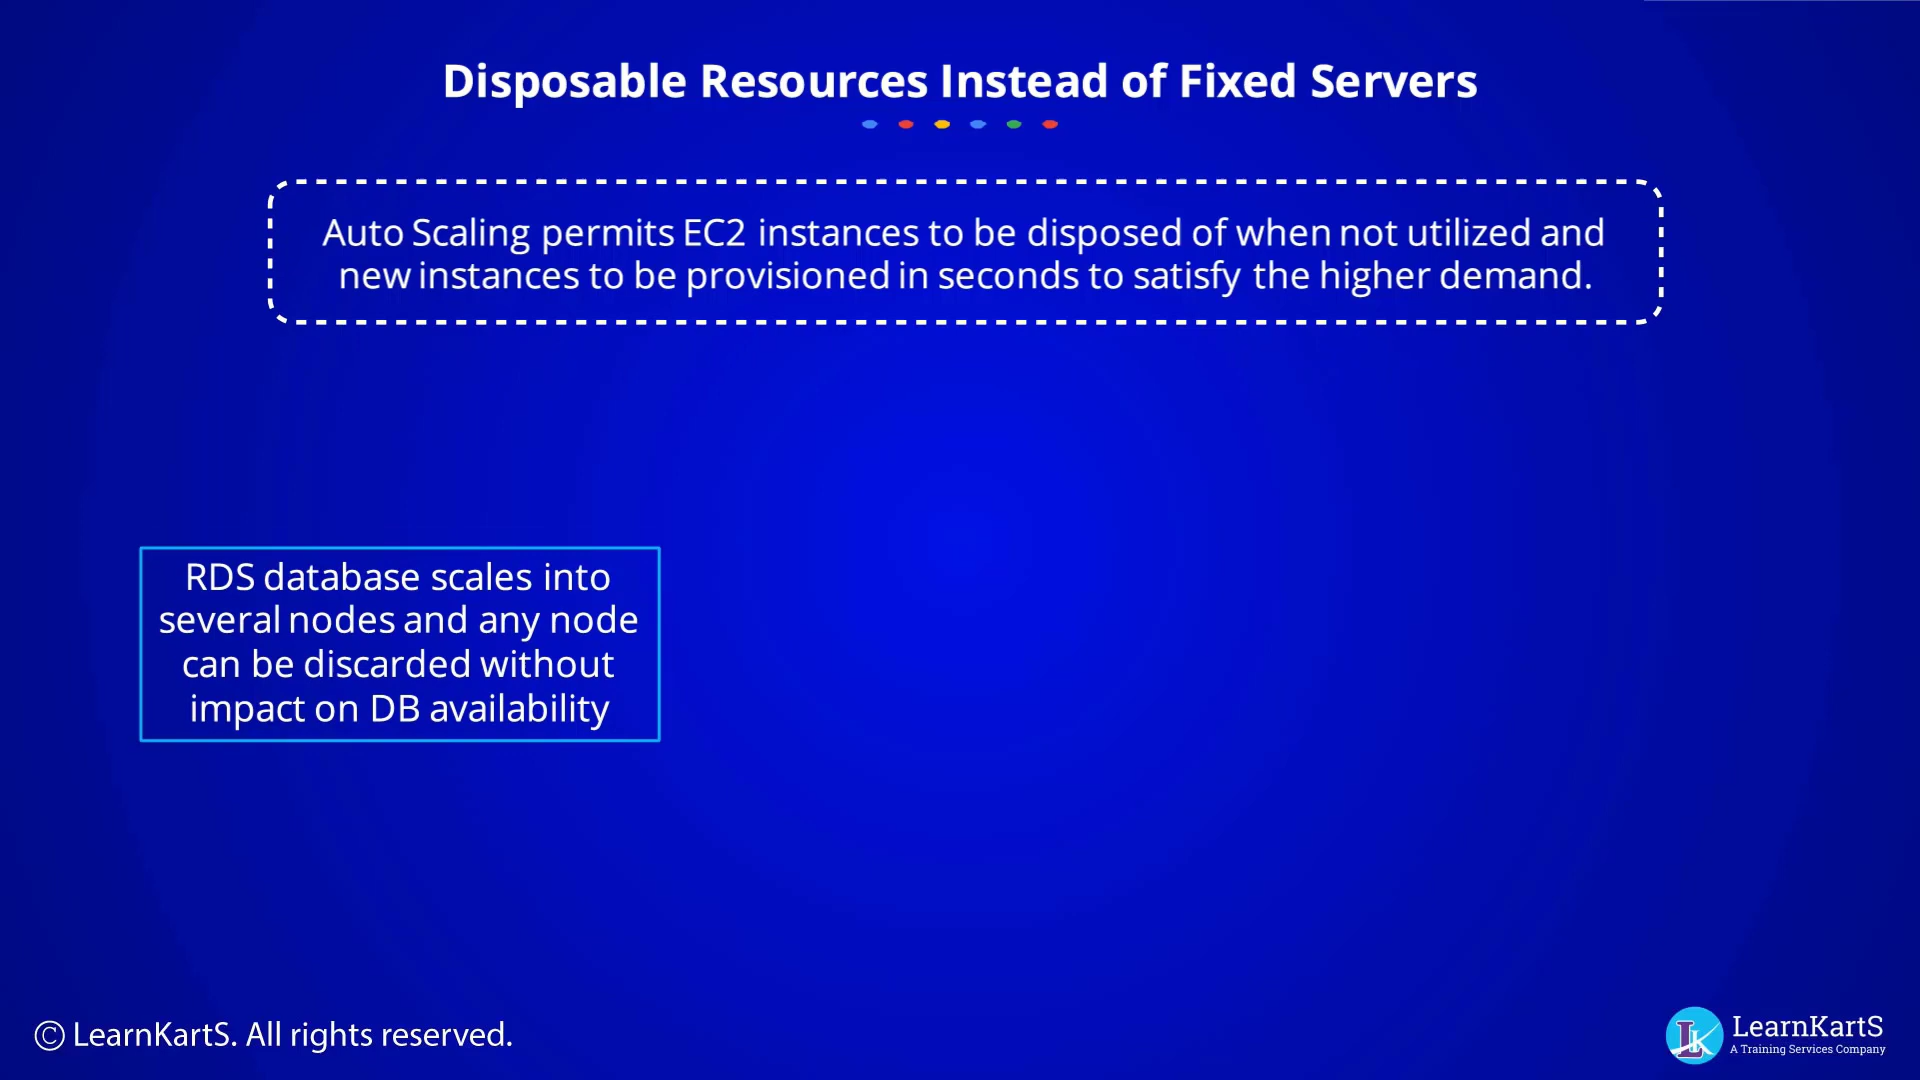 Disposable Resources Instead of Fixed Servers
Auto Scaling permits EC2 instances to be disposed of when not utilized and
new instances to be provisioned in seconds to satisfy the higher demand.
RDS database scales into
several nodes and any node
can be discarded without
impact on DB availability
© LearnKartS. All rights reserved.
LK
LearnKartS
A Training Services Company